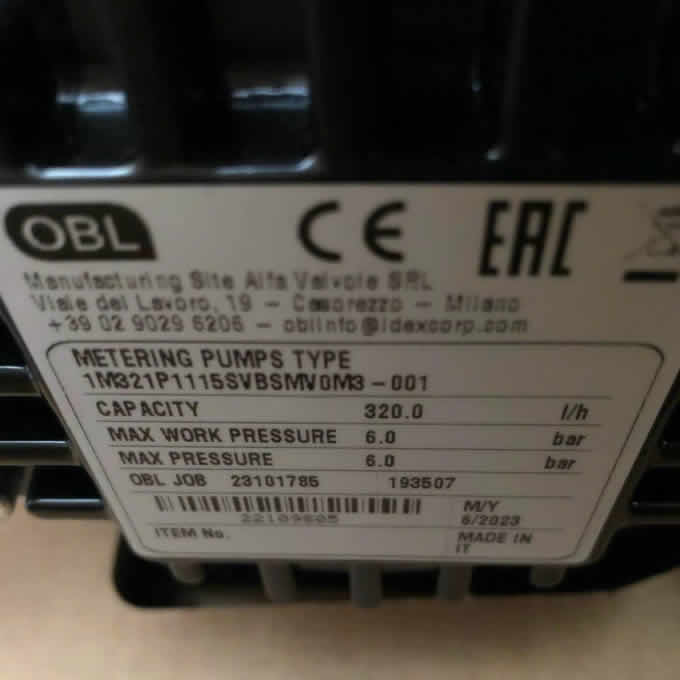 OBL CE EAC
Manufacturing Site Alfa Valvole SRL
Viale del Lavoro, 19 – Casorezzo – Milano
+39 02 9029 6206 – oblinfo@idexcorp.com
METERING PUMPS TYPE
1M321P1115SVBSMV0M3-001
CAPACITY 320.0 l/h
MAX WORK PRESSURE 6.0 bar
MAX PRESSURE 6.0 bar
OBL JOB 23101785 193507
22109605
M/Y
6/2023
ITEM No.
MADE IN
IT